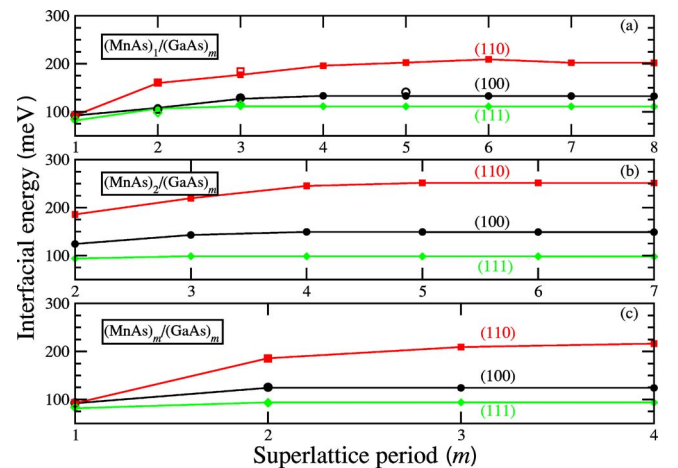 300
(MnAs)1/(GaAs)m
(110)
(a)
200
(100)
100
(111)
1 2 3 4 5 6 7 8
300
(MnAs)2/(GaAs)m
(110)
(b)
200
(100)
100
(111)
2 3 4 5 6 7
300
(MnAs)m/(GaAs)m
(110)
(c)
200
(100)
100
(111)
1 2 3 4
Interfacial energy (meV)
Superlattice period (m)